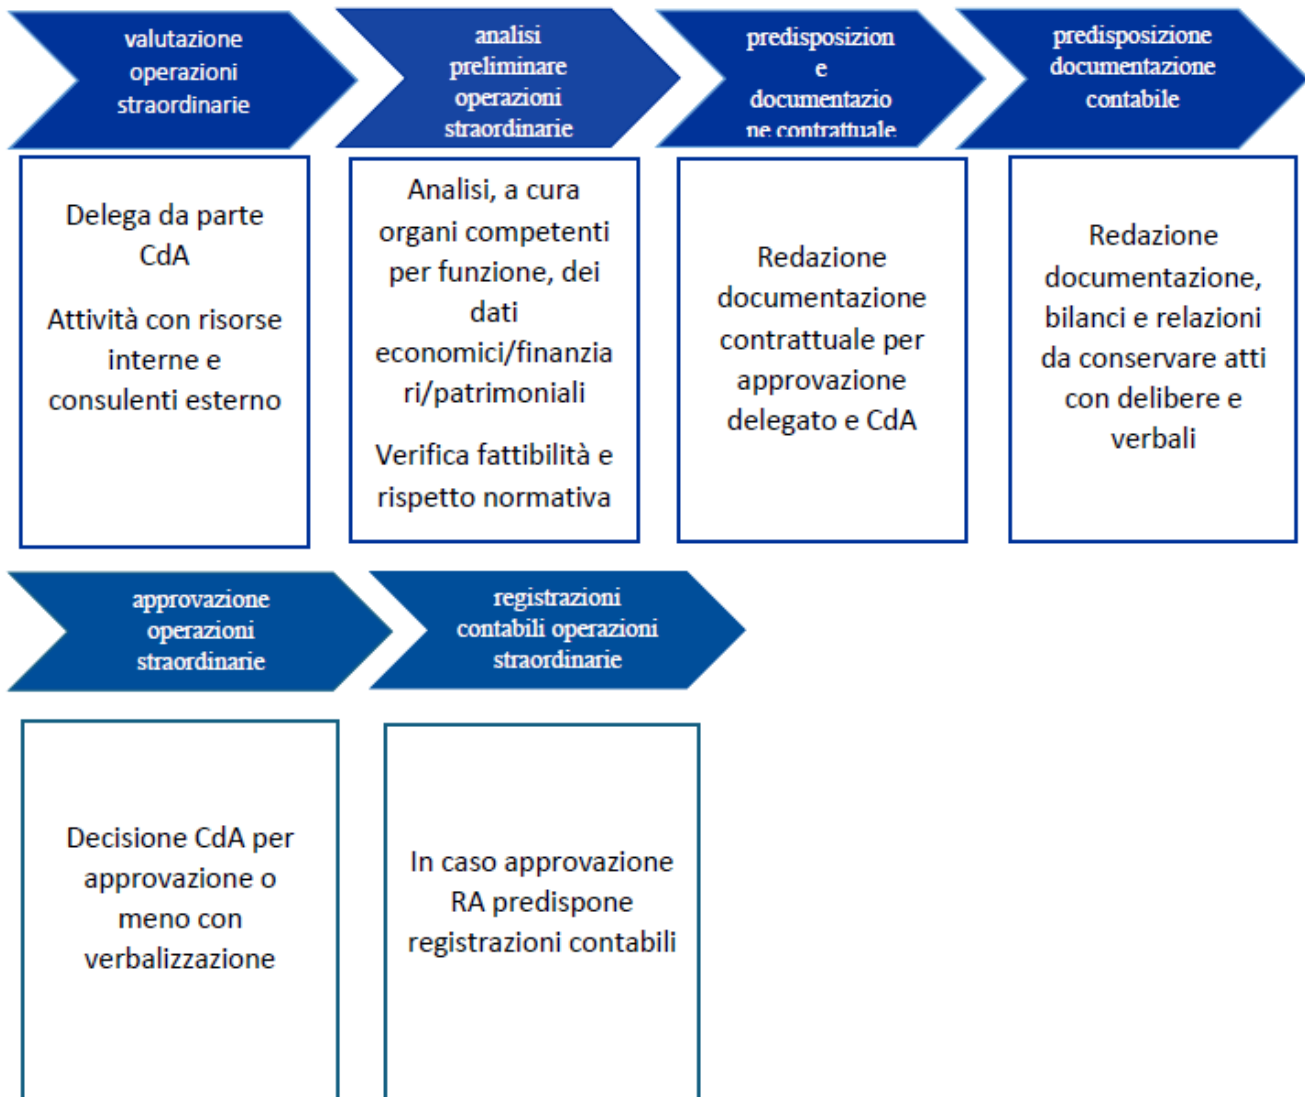 valutazione
operazioni
straordinarie
analisi
preliminare
operazioni
straordinarie
predisposizion
e
documentazio
ne contrattuale
predisposizione
documentazione
contabile
Delega da parte
CdA
Attività con risorse
interne e
consulenti esterno
Analisi, a cura
organi competenti
per funzione, dei
dati
economici/finanzia
ri/patrimoniali
Verifica fattibilità e
rispetto normativa
Redazione
documentazione
contrattuale per
approvazione
delegato e CdA
Redazione
documentazione,
bilanci e relazioni
da conservare atti
con delibere e
verbali
approvazione
operazioni
straordinarie
registrazioni
contabili operazioni
straordinarie
Decisione CdA per
approvazione o
meno con
verbalizzazione
In caso approvazione
RA predispone
registrazioni contabili